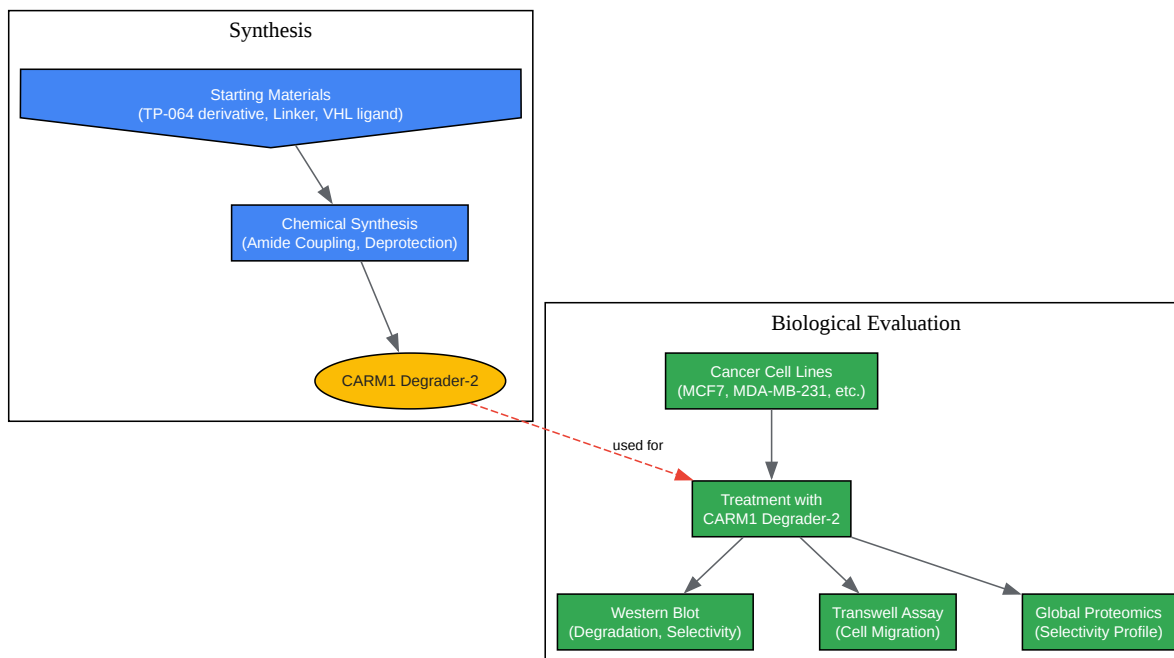 Synthesis
Starting Materials
(TP-064 derivative, Linker, VHL ligand)
Chemical Synthesis
(Amide Coupling, Deprotection)
CARM1 Degrader-2
used for
Biological Evaluation
Cancer Cell Lines
(MCF7, MDA-MB-231, etc.)
Treatment with
CARM1 Degrader-2
Western Blot
(Degradation, Selectivity)
Transwell Assay
(Cell Migration)
Global Proteomics
(Selectivity Profile)